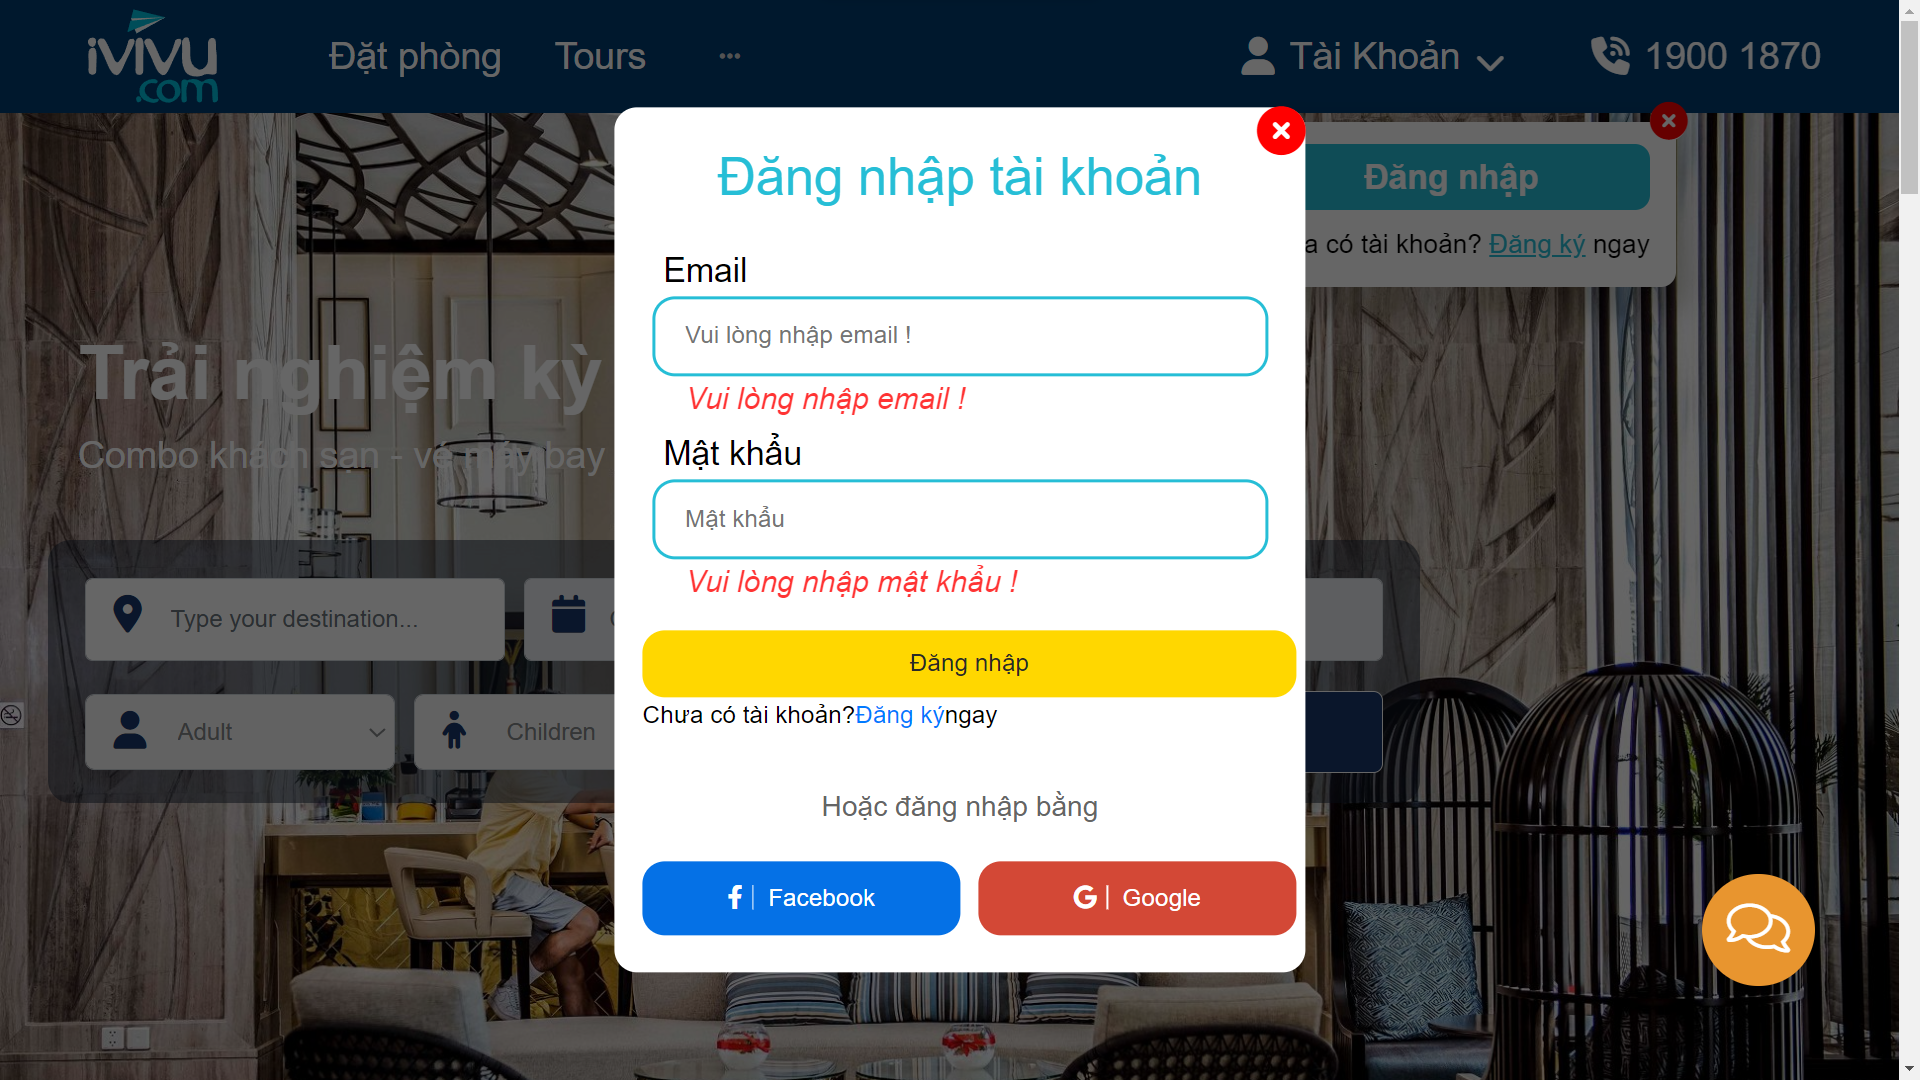 iVIVU
.com
Đặt phòng
Tours
Tài Khoản
1900 1870
Đăng nhập tài khoản
Đăng nhập
có tài khoản? Đăng ký ngay
Email
Vui lòng nhập email !
Vui lòng nhập email !
Trải nghiệm kỳ
Combo khách sạn - vé máy bay
Mật khẩu
Mật khẩu
Vui lòng nhập mật khẩu !
Type your destination...
Adult
Children
Đăng nhập
Chưa có tài khoản?Đăng kýngay
Hoặc đăng nhập bằng
Facebook
Google